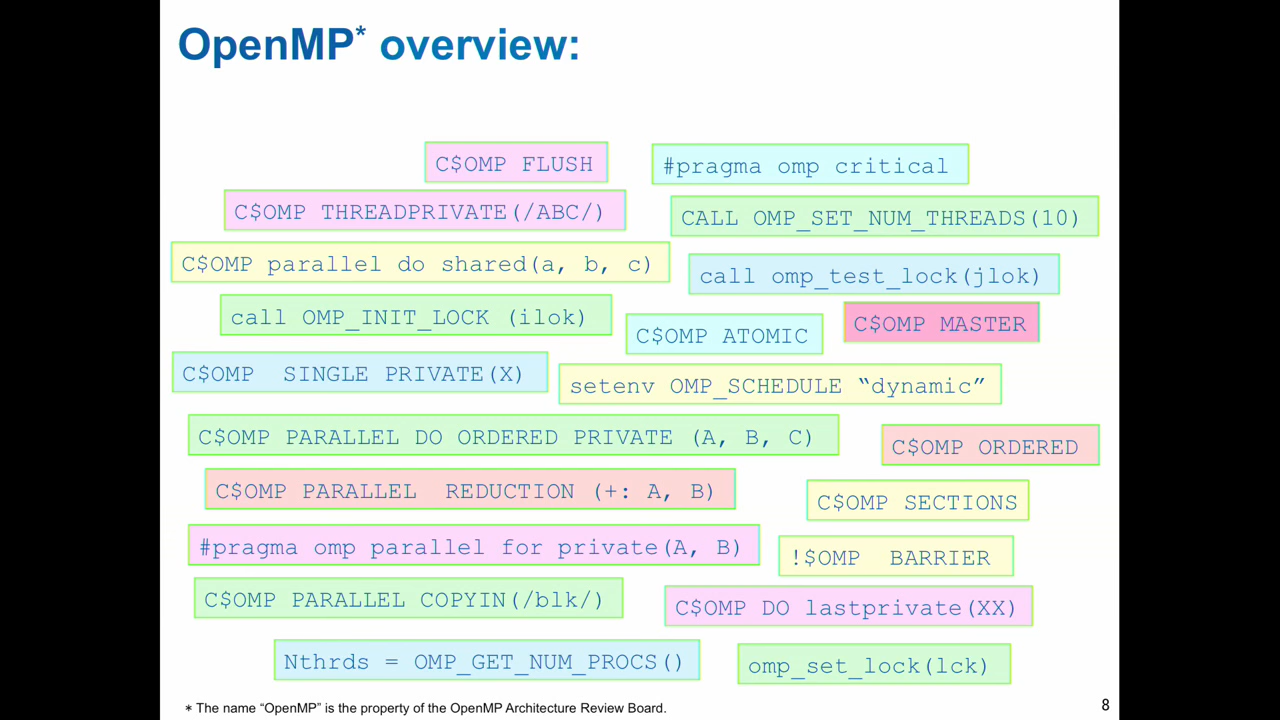 OpenMP* overview:
C$OMP FLUSH
#pragma omp critical
C$OMP THREADPRIVATE(/ABC/)
CALL OMP_SET_NUM_THREADS(10)
C$OMP parallel do shared(a, b, c)
call omp_test_lock(jlok)
call OMP_INIT_LOCK (ilok)
C$OMP ATOMIC
C$OMP MASTER
C$OMP  SINGLE PRIVATE(X)
setenv OMP_SCHEDULE “dynamic”
C$OMP PARALLEL DO ORDERED PRIVATE (A, B, C)
C$OMP ORDERED
C$OMP PARALLEL  REDUCTION (+: A, B)
C$OMP SECTIONS
#pragma omp parallel for private(A, B)
!$OMP  BARRIER
C$OMP PARALLEL COPYIN(/blk/)
C$OMP DO lastprivate(XX)
Nthrds = OMP_GET_NUM_PROCS()
omp_set_lock(lck)
* The name “OpenMP” is the property of the OpenMP Architecture Review Board.
8